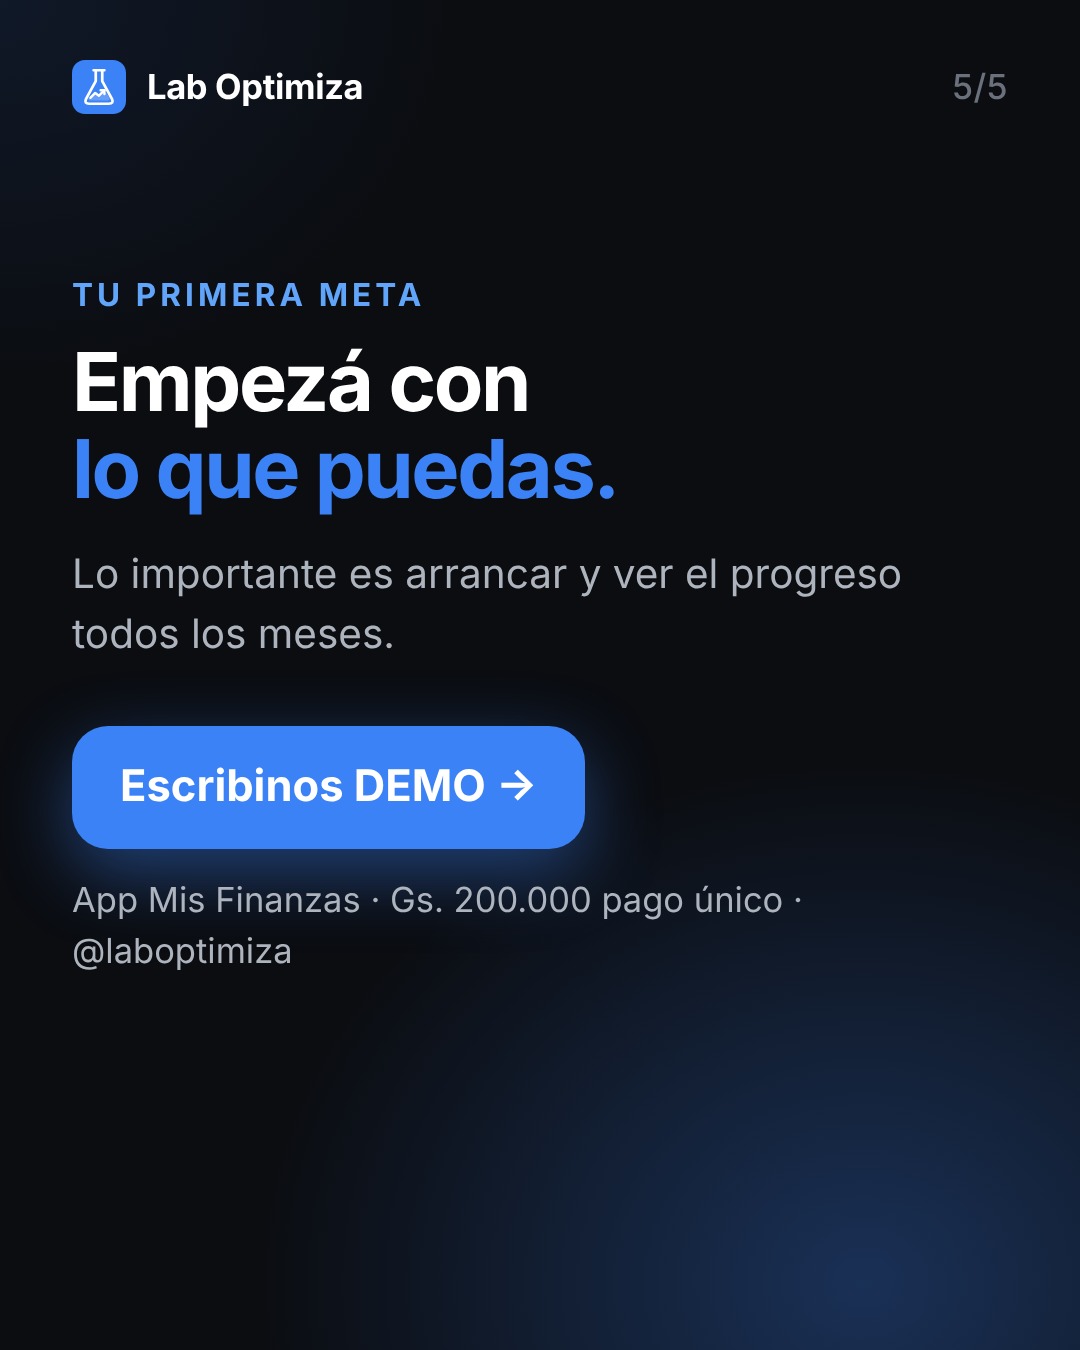 Lab Optimiza
5/5
TU PRIMERA META
Empezá con
lo que puedas.
Lo importante es arrancar y ver el progreso
todos los meses.
Escribinos DEMO →
App Mis Finanzas · Gs. 200.000 pago único ·
@laboptimiza